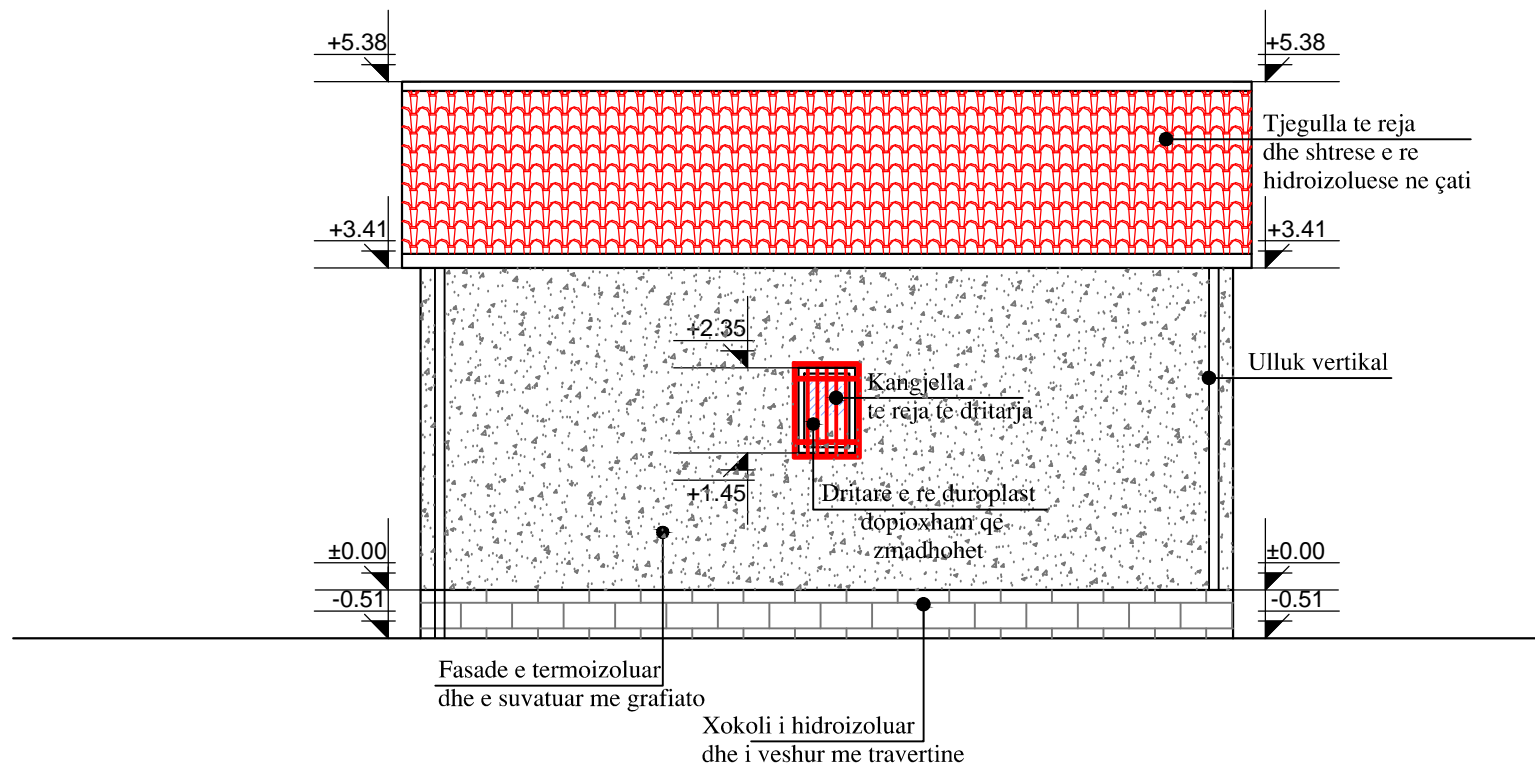 +5.38
+5.38
Tjegulla te reja
dhe shtrese e re
hidroizoluese ne çati
+3.41
+3.41
+2.35
Ulluk vertikal
Kangjella
te reja te dritarja
+1.45
Dritare e re duroplast
dopioxham qe
zmadhohet
±0.00
±0.00
-0.51
-0.51
Fasade e termoizoluar
dhe e suvatuar me grafiato
Xokoli i hidroizoluar
dhe i veshur me travertine